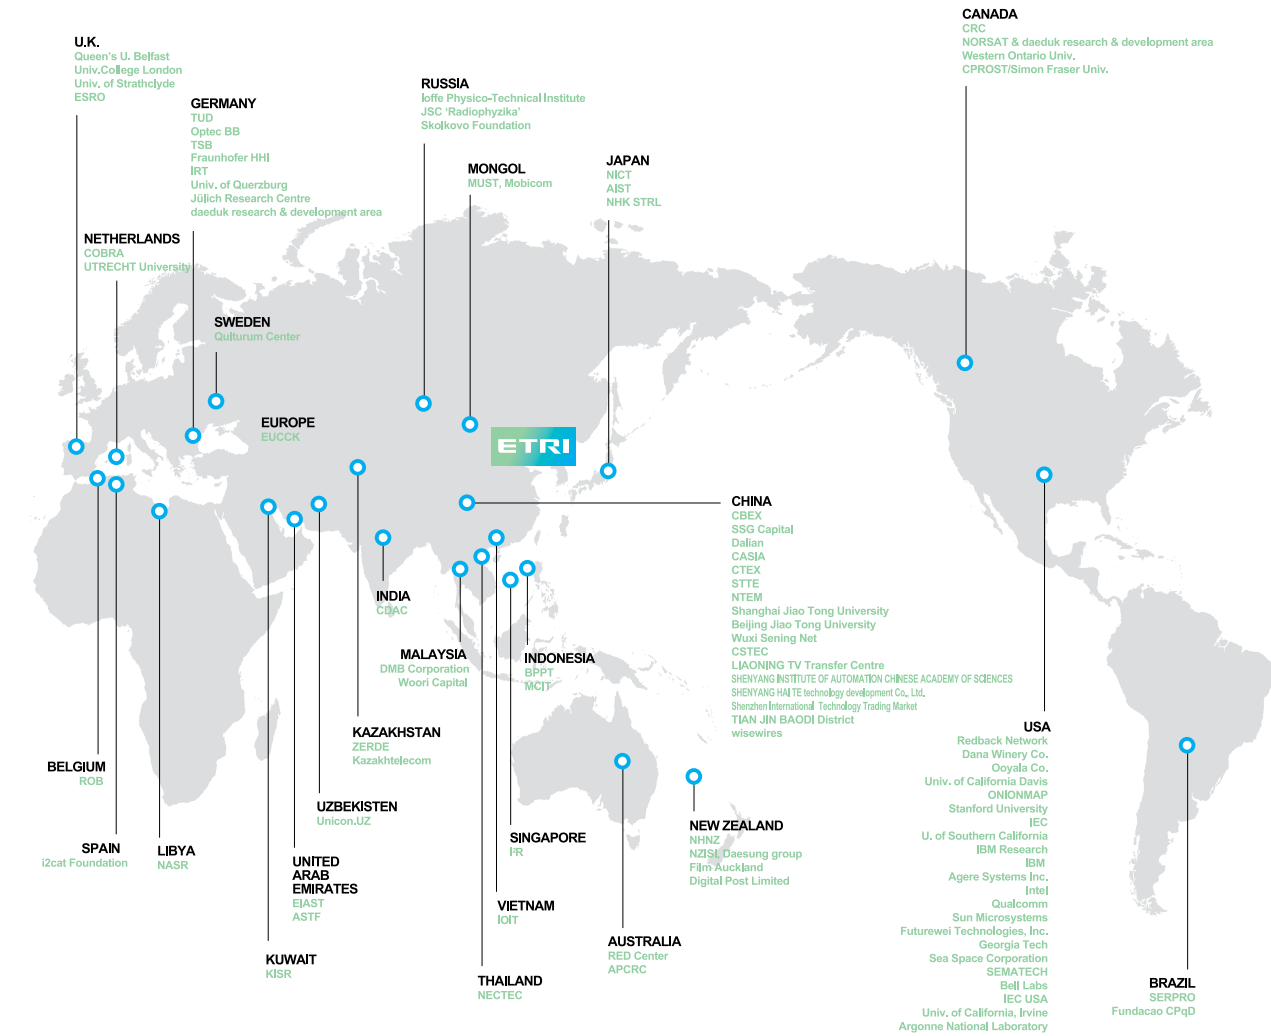 CANADA
CRC
NORSAT & daeduk research & development area
Western Ontario Univ.
CPROST/Simon Fraser Univ.
U.K.
Queen's U. Belfast
Univ.College London
Univ. of Strathclyde
ESRO
GERMANY
TUD
Optec BB
TSB
Fraunhofer HHI
IRT
Univ. of Querzburg
Jülich Research Centre
daeduk research & development area
RUSSIA
Ioffe Physico-Technical Institute
JSC 'Radiophyzika'
Skolkovo Foundation
MONGOL
MUST, Mobicom
JAPAN
NICT
AIST
NHK STRL
NETHERLANDS
COBRA
UTRECHT University
SWEDEN
Qulturum Center
EUROPE
EUCCK
ETRI
CHINA
CBEX
SSG Capital
Dalian
CASIA
CTEX
STTE
NTEM
Shanghai Jiao Tong University
Beijing Jiao Tong University
Wuxi Sening Net
CSTEC
LIAONING TV Transfer Centre
SHENYANG INSTITUTE OF AUTOMATION CHINESE ACADEMY OF SCIENCES
SHENYANG HAI TE technology development Co., Ltd.
Shenzhen International Technology Trading Market
TIAN JIN BAODI District
wisewires
INDIA
CDAC
MALAYSIA
DMB Corporation
Woori Capital
INDONESIA
BPPT
MCIT
KAZAKHSTAN
ZERDE
Kazakhtelecom
BELGIUM
ROB
UZBEKISTEN
Unicon.UZ
SPAIN
i2cat Foundation
LIBYA
NASR
UNITED
ARAB
EMIRATES
EIAST
ASTF
KUWAIT
KISR
SINGAPORE
I²R
VIETNAM
IOIT
THAILAND
NECTEC
AUSTRALIA
RED Center
APCRC
NEW ZEALAND
NHNZ
NZISI, Daesung group
Film Auckland
Digital Post Limited
USA
Redback Network
Dana Winery Co.
Ooyala Co.
Univ. of California Davis
ONIONMAP
Stanford University
IEC
U. of Southern California
IBM Research
IBM
Agere Systems Inc.
Intel
Qualcomm
Sun Microsystems
Futurewei Technologies, Inc.
Georgia Tech
Sea Space Corporation
SEMATECH
Bell Labs
IEC USA
Univ. of California, Irvine
Argonne National Laboratory
BRAZIL
SERPRO
Fundacao CPqD